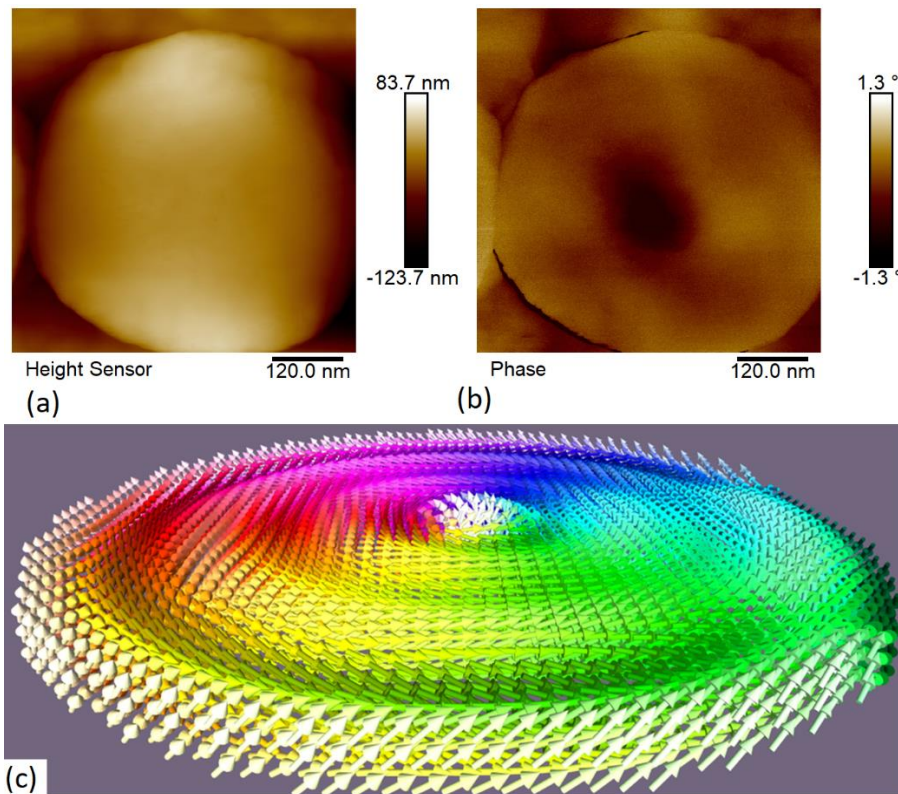 83.7 nm
-123.7 nm
Height Sensor
120.0 nm
(a)
1.3 °
-1.3 °
Phase
120.0 nm
(b)
(c)